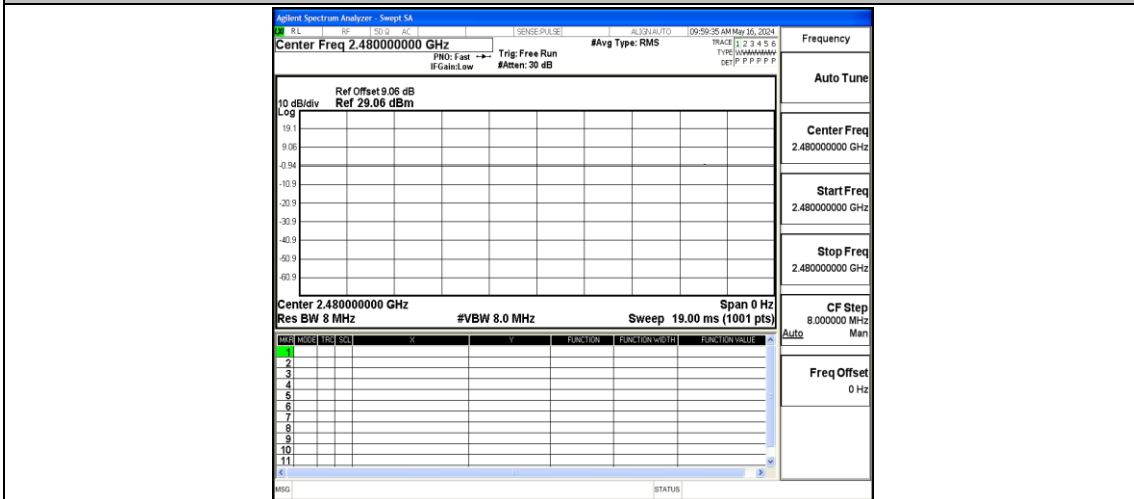 Agilent Spectrum Analyzer - Swept SA
RL RF 50 Ω AC SENSE:PULSE ALIGN AUTO 09:59:35 AM May 16, 2024
Center Freq 2.480000000 GHz
PNO: Fast
IFGain:Low
Trig: Free Run
#Atten: 30 dB
#Avg Type: RMS
TRACE 1 2 3 4 5 6
TYPE
DET P P P P P P
Ref Offset 9.06 dB
10 dB/div Ref 29.06 dBm
Log
19.1
9.06
-0.94
-10.9
-20.9
-30.9
-40.9
-50.9
-60.9
Center 2.480000000 GHz Span 0 Hz
Res BW 8 MHz #VBW 8.0 MHz Sweep 19.00 ms (1001 pts)
MKR MODE TRC SCL X Y FUNCTION FUNCTION WIDTH FUNCTION VALUE
1
2
3
4
5
6
7
8
9
10
11
MSG STATUS
Frequency
Auto Tune
Center Freq
2.480000000 GHz
Start Freq
2.480000000 GHz
Stop Freq
2.480000000 GHz
CF Step
8.000000 MHz
Auto Man
Freq Offset
0 Hz